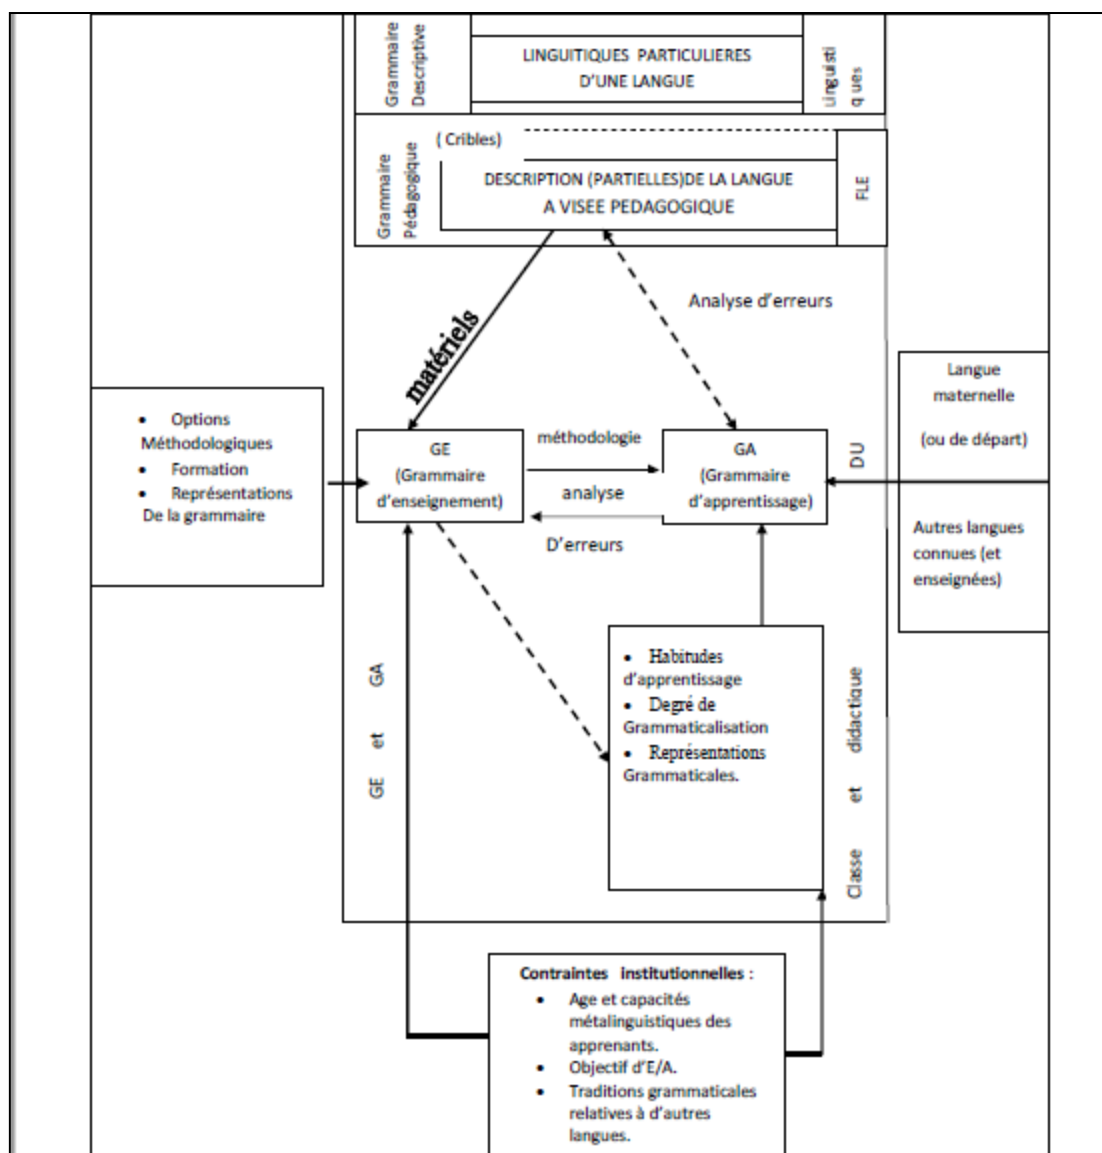 Grammaire
Descriptive
LINGUITIQUES PARTICULIERES
D’UNE LANGUE
Linguisti
ques
Grammaire
Pédagogique
( Cribles)
DESCRIPTION (PARTIELLES)DE LA LANGUE
A VISEE PEDAGOGIQUE
FLE
matériels
Analyse d’erreurs
• Options
Méthodologiques
• Formation
• Représentations
De la grammaire
GE
(Grammaire
d’enseignement)
méthodologie
analyse
D’erreurs
GA
(Grammaire
d’apprentissage)
Langue
maternelle
(ou de départ)
Autres langues
connues (et
enseignées)
GE et GA
• Habitudes
d’apprentissage
• Degré de
Grammaticalisation
• Représentations
Grammaticales.
Classe et didactique DU
Contraintes institutionnelles :
• Age et capacités
métalinguistiques des
apprenants.
• Objectif d’E/A.
• Traditions grammaticales
relatives à d’autres
langues.